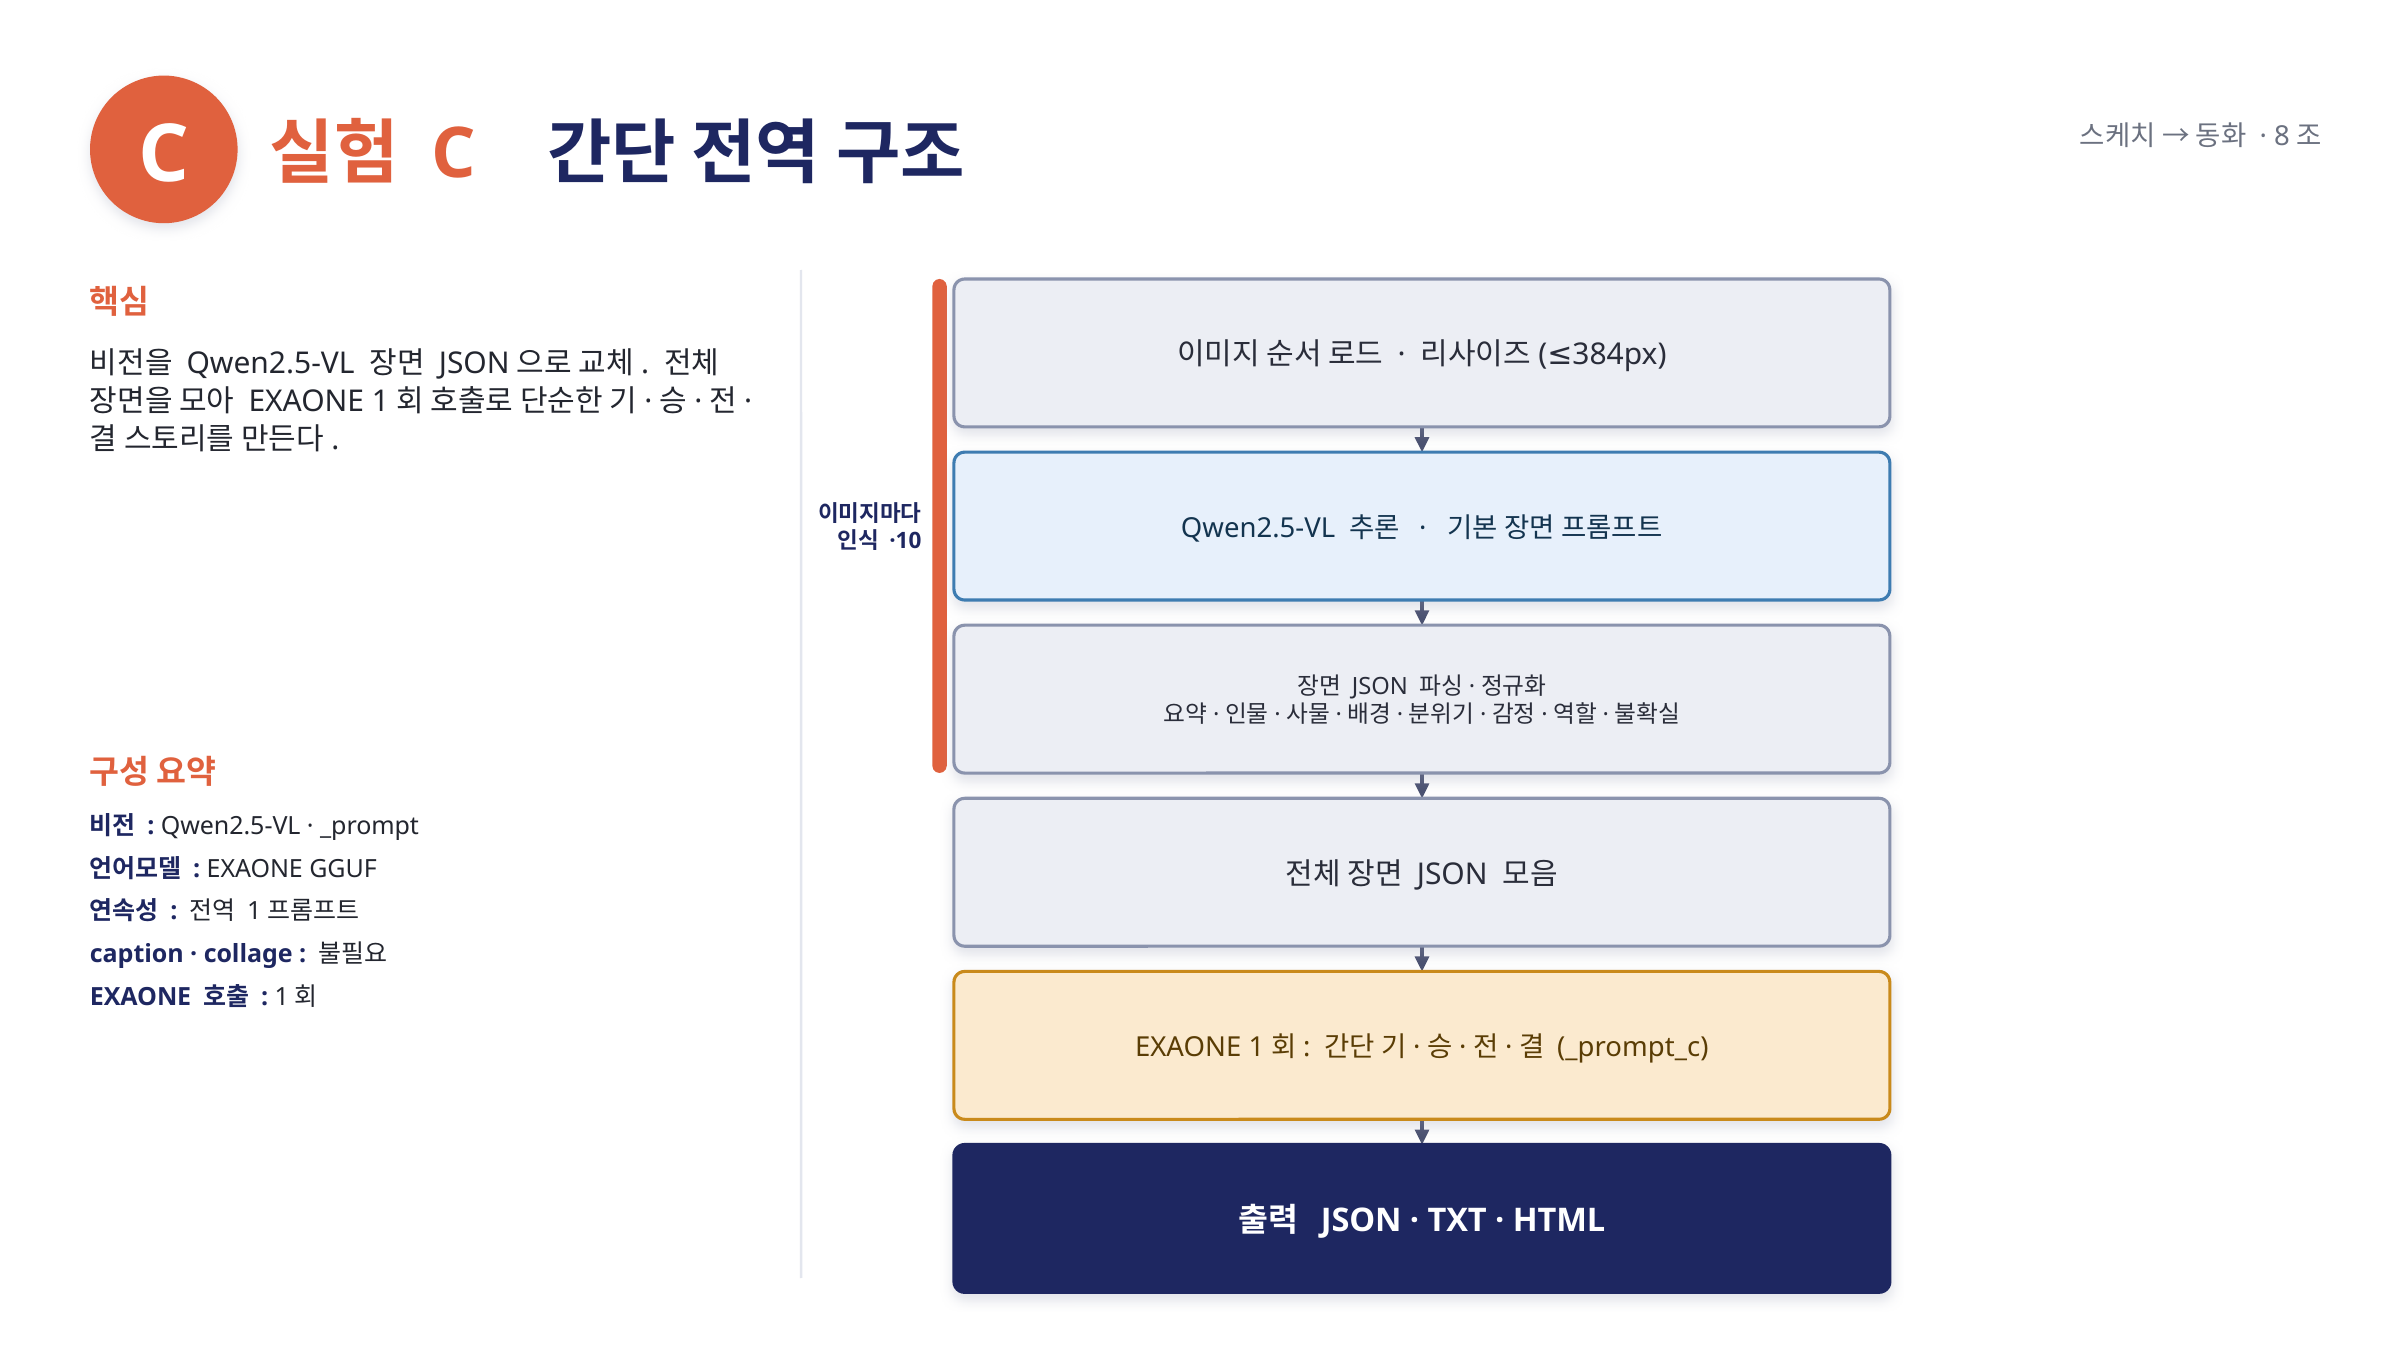 C
실험 C 간단 전역 구조
스케치 → 동화 · 8 조
핵심
비전을 Qwen2.5-VL 장면 JSON 으로 교체 . 전체
장면을 모아 EXAONE 1 회 호출로 단순한 기 · 승 · 전 ·
결 스토리를 만든다 .
구성 요약
비전 : Qwen2.5-VL · _prompt
언어모델 : EXAONE GGUF
연속성 : 전역 1 프롬프트
caption · collage : 불필요
EXAONE 호출 : 1 회
이미지마다
인식 ·10
이미지 순서 로드 · 리사이즈 (≤384px)
Qwen2.5-VL 추론 · 기본 장면 프롬프트
장면 JSON 파싱 · 정규화
요약 · 인물 · 사물 · 배경 · 분위기 · 감정 · 역할 · 불확실
전체 장면 JSON 모음
EXAONE 1 회 : 간단 기 · 승 · 전 · 결 (_prompt_c)
출력 JSON · TXT · HTML